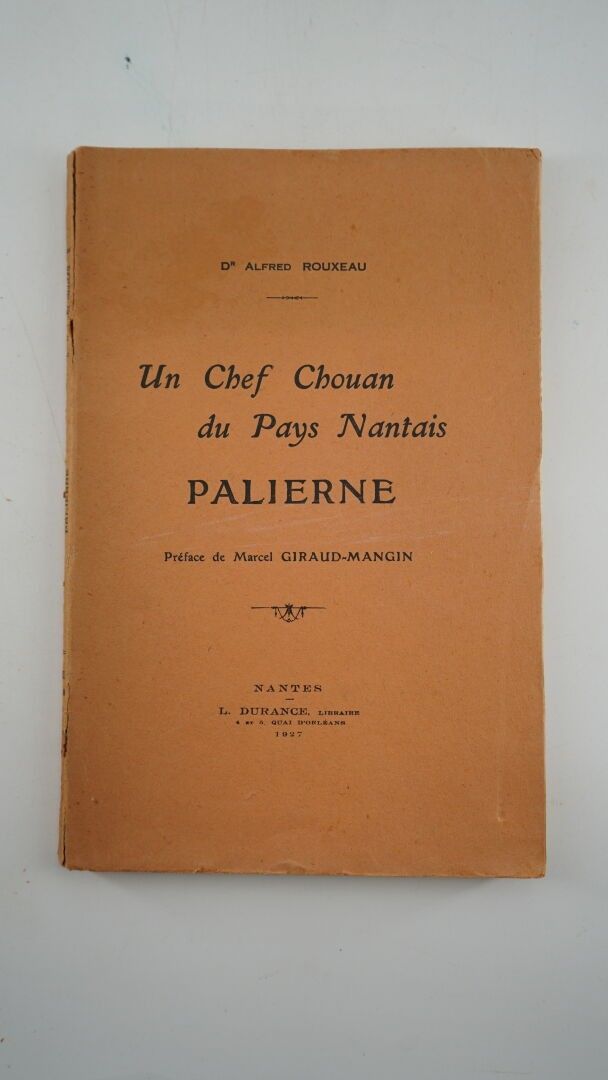 Dr ALFRED ROUXEAU
Un Chef Chouan
du Pays Nantais
PALIERNE
Préface de Marcel GIRAUD-MANGIN
NANTES
L. DURANCE, LIBRAIRE
4 ET 5, QUAI D'ORLÉANS
1927